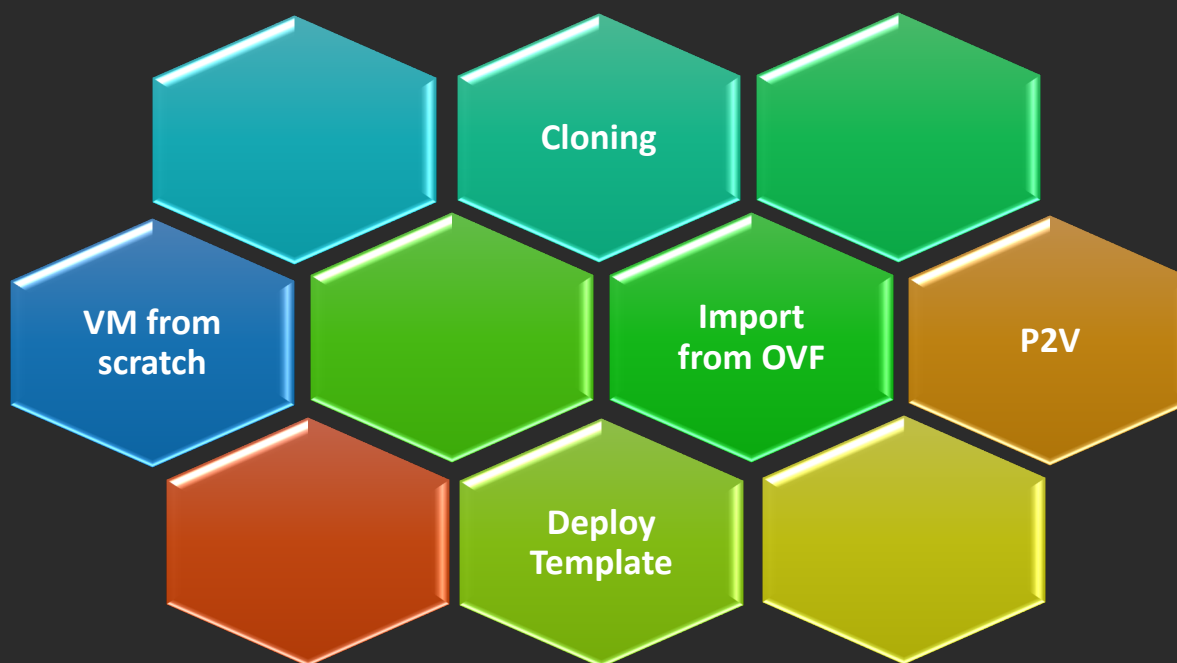 Cloning
VM from
scratch
Import
from OVF
P2V
Deploy
Template